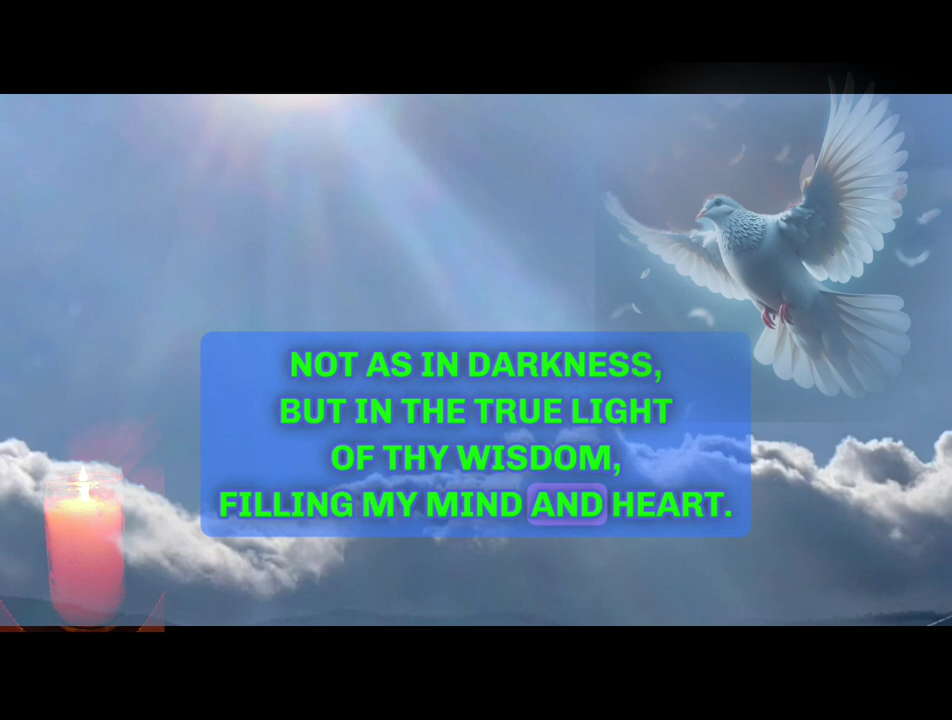 NOT AS IN DARKNESS,
BUT IN THE TRUE LIGHT
OF THY WISDOM,
FILLING MY MIND AND HEART.